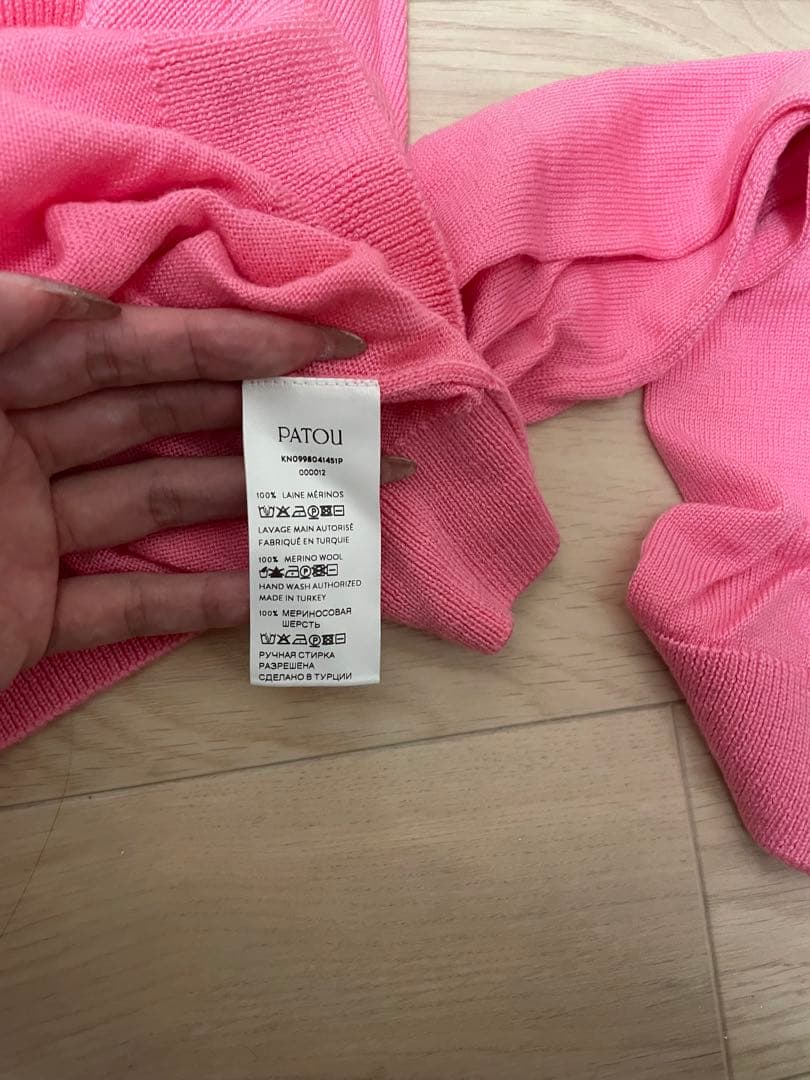 PATOU
KN0998041451P
000012
100% LAINE MÉRINOS
LAVAGE MAIN AUTORISÉ
FABRIQUÉ EN TURQUIE
100% MERINO WOOL
HAND WASH AUTHORIZED
MADE IN TURKEY
100% МЕРИНОСОВАЯ
ШЕРСТЬ
РУЧНАЯ СТИРКА
РАЗРЕШЕНА
СДЕЛАНО В ТУРЦИИ